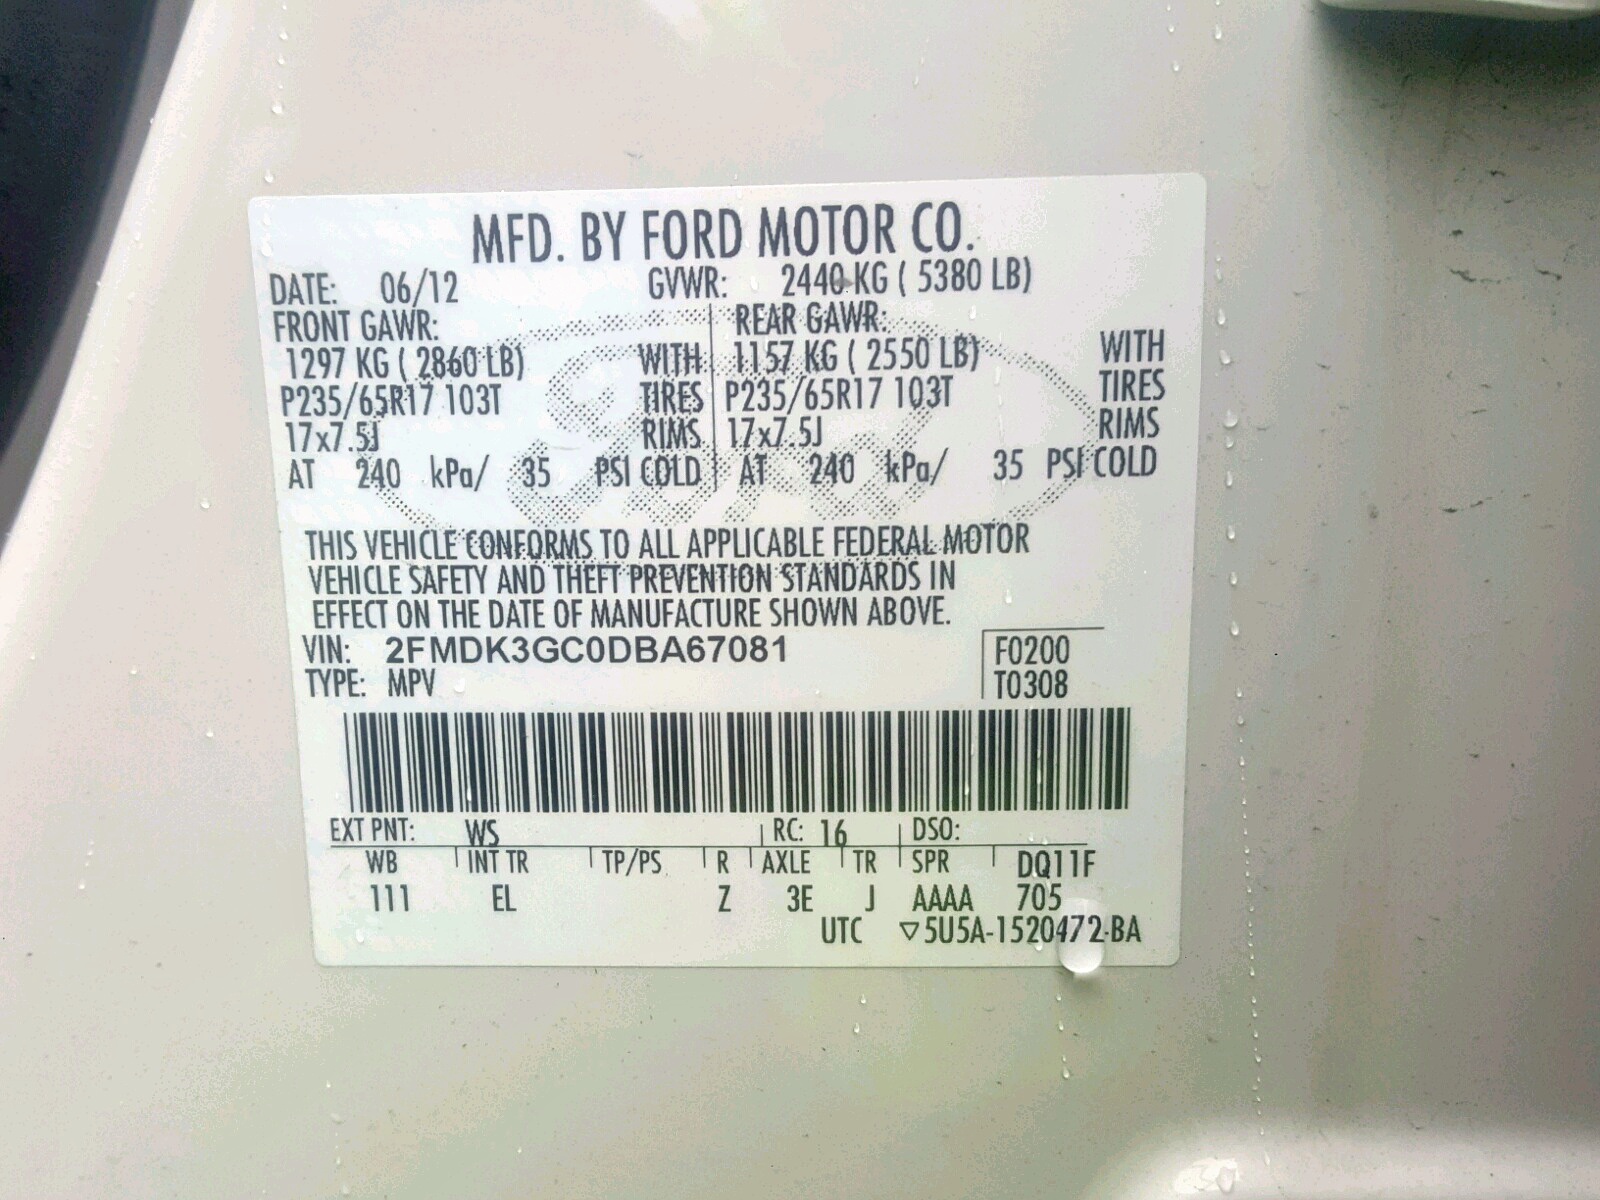 MFD. BY FORD MOTOR CO.
DATE: 06/12 GVWR: 2440 KG ( 5380 LB)
FRONT GAWR: REAR GAWR:
1297 KG ( 2860 LB) WITH 1157 KG ( 2550 LB) WITH
P235/65R17 103T TIRES P235/65R17 103T TIRES
17x7.5J RIMS 17x7.5J RIMS
AT 240 kPa/ 35 PSI COLD AT 240 kPa/ 35 PSI COLD
THIS VEHICLE CONFORMS TO ALL APPLICABLE FEDERAL MOTOR
VEHICLE SAFETY AND THEFT PREVENTION STANDARDS IN
EFFECT ON THE DATE OF MANUFACTURE SHOWN ABOVE.
VIN: 2FMDK3GC0DBA67081 F0200
TYPE: MPV T0308
EXT PNT: WS RC: 16 DSO:
WB INT TR TP/PS R AXLE TR SPR DQ11F
111 EL Z 3E J AAAA 705
UTC ▽5U5A-1520472-BA